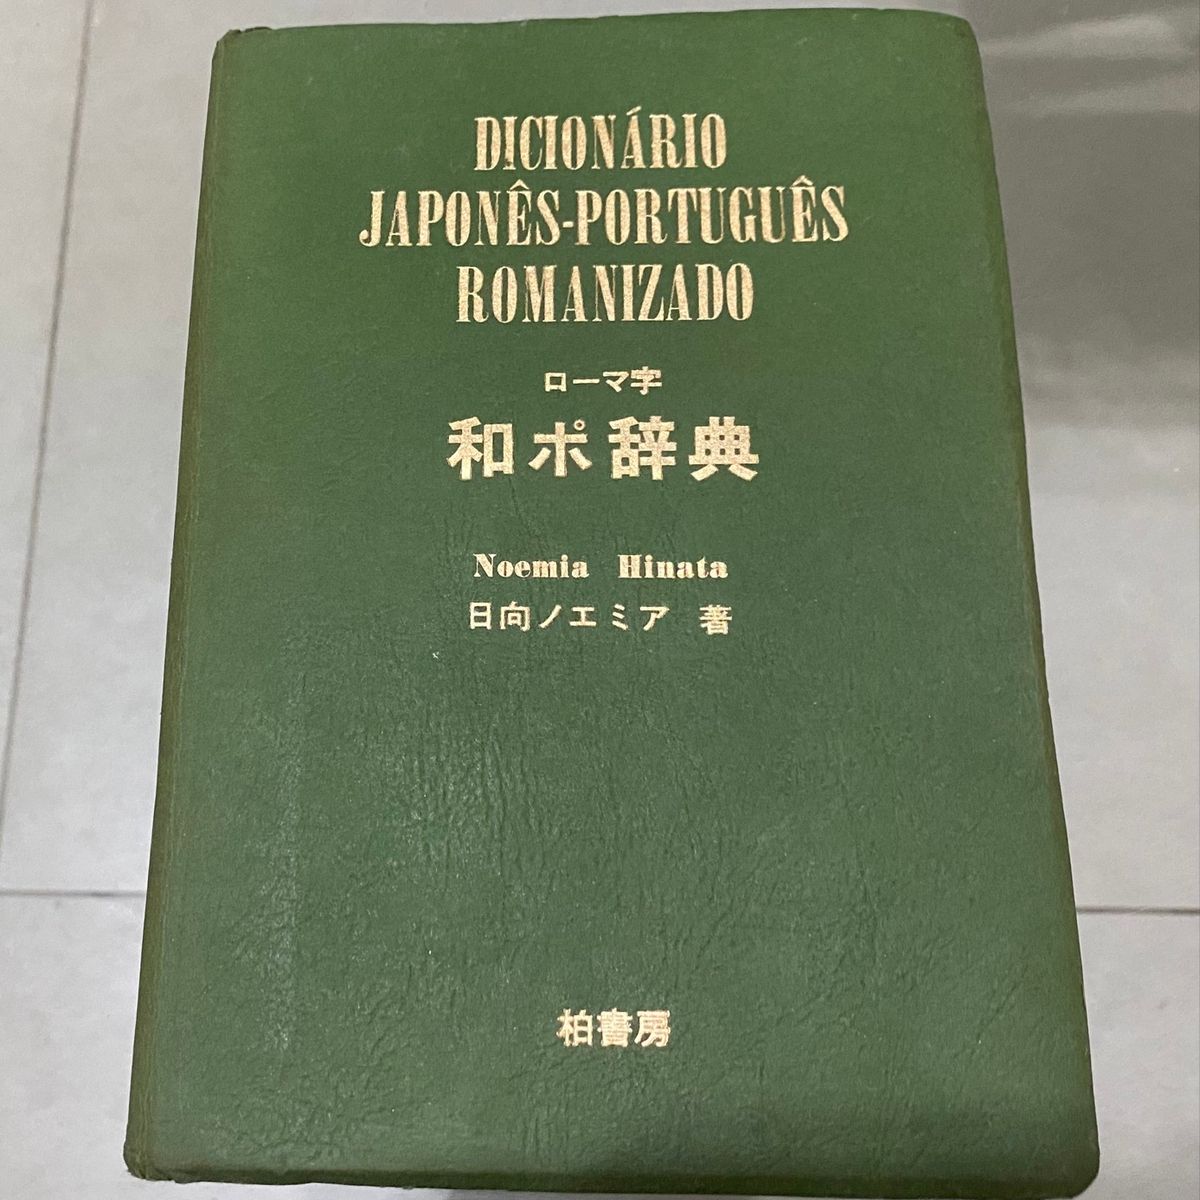 DICIONÁRIO
JAPONÊS-PORTUGUÊS
ROMANIZADO
ローマ字
和ポ辞典
Noemia Hinata
日向ノエミア 著
柏書房